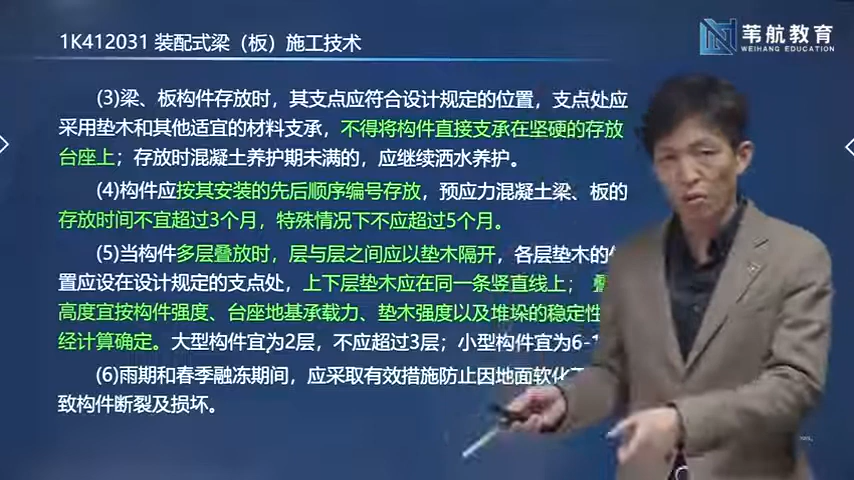 1K412031 装配式梁（板）施工技术
苇航教育
WEIHANG EDUCATION
(3)梁、板构件存放时，其支点应符合设计规定的位置，支点处应
采用垫木和其他适宜的材料支承，不得将构件直接支承在坚硬的存放
台座上；存放时混凝土养护期未满的，应继续洒水养护。
(4)构件应按其安装的先后顺序编号存放，预应力混凝土梁、板的
存放时间不宜超过3个月，特殊情况下不应超过5个月。
(5)当构件多层叠放时，层与层之间应以垫木隔开，各层垫木的
置应设在设计规定的支点处，上下层垫木应在同一条竖直线上；
高度宜按构件强度、台座地基承载力、垫木强度以及堆垛的稳定性
经计算确定。大型构件宜为2层，不应超过3层；小型构件宜为6-
(6)雨期和春季融冻期间，应采取有效措施防止因地面软化
致构件断裂及损坏。